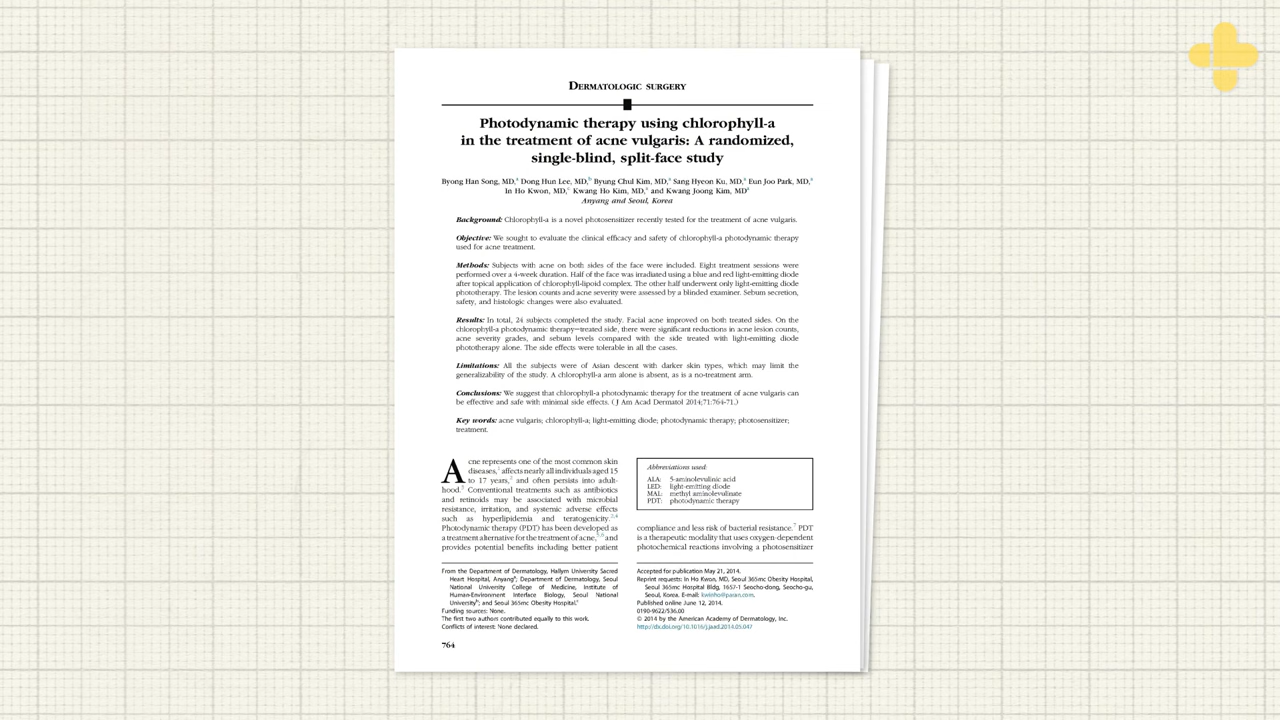 DERMATOLOGIC SURGERY
Photodynamic therapy using chlorophyll-a
in the treatment of acne vulgaris: A randomized,
single-blind, split-face study
Byong Han Song, MD,a Dong Hun Lee, MD,b Byung Chul Kim, MD,a Sang Hyeon Ku, MD,a Eun Joo Park, MD,a
In Ho Kwon, MD,c Kwang Ho Kim, MD,a and Kwang Joong Kim, MDa
Anyang and Seoul, Korea
Background: Chlorophyll-a is a novel photosensitizer recently tested for the treatment of acne vulgaris.
Objective: We sought to evaluate the clinical efficacy and safety of chlorophyll-a photodynamic therapy
used for acne treatment.
Methods: Subjects with acne on both sides of the face were included. Eight treatment sessions were
performed over a 4-week duration. Half of the face was irradiated using a blue and red light-emitting diode
after topical application of chlorophyll-lipoid complex. The other half underwent only light-emitting diode
phototherapy. The lesion counts and acne severity were assessed by a blinded examiner. Sebum secretion,
safety, and histologic changes were also evaluated.
Results: In total, 24 subjects completed the study. Facial acne improved on both treated sides. On the
chlorophyll-a photodynamic therapy—treated side, there were significant reductions in acne lesion counts,
acne severity grades, and sebum levels compared with the side treated with light-emitting diode
phototherapy alone. The side effects were tolerable in all the cases.
Limitations: All the subjects were of Asian descent with darker skin types, which may limit the
generalizability of the study. A chlorophyll-a arm alone is absent, as is a no-treatment arm.
Conclusions: We suggest that chlorophyll-a photodynamic therapy for the treatment of acne vulgaris can
be effective and safe with minimal side effects. ( J Am Acad Dermatol 2014;71:764-71.)
Key words: acne vulgaris; chlorophyll-a; light-emitting diode; photodynamic therapy; photosensitizer;
treatment.
Acne represents one of the most common skin
diseases,1 affects nearly all individuals aged 15
to 17 years,2 and often persists into adult-
hood.3 Conventional treatments such as antibiotics
and retinoids may be associated with microbial
resistance, irritation, and systemic adverse effects
such as hyperlipidemia and teratogenicity.2,4
Photodynamic therapy (PDT) has been developed as
a treatment alternative for the treatment of acne,5,6 and
provides potential benefits including better patient
Abbreviations used:
ALA: 5-aminolevulinic acid
LED: light-emitting diode
MAL: methyl aminolevulinate
PDT: photodynamic therapy
compliance and less risk of bacterial resistance.7 PDT
is a therapeutic modality that uses oxygen-dependent
photochemical reactions involving a photosensitizer
From the Department of Dermatology, Hallym University Sacred
Heart Hospital, Anyanga; Department of Dermatology, Seoul
National University College of Medicine, Institute of
Human-Environment Interface Biology, Seoul National
Universityb; and Seoul 365mc Obesity Hospital.c
Funding sources: None.
The first two authors contributed equally to this work.
Conflicts of interest: None declared.
Accepted for publication May 21, 2014.
Reprint requests: In Ho Kwon, MD, Seoul 365mc Obesity Hospital,
Seoul 365mc Hospital Bldg, 1657-1 Seocho-dong, Seocho-gu,
Seoul, Korea. E-mail: kwinho@paran.com.
Published online June 12, 2014.
0190-9622/$36.00
© 2014 by the American Academy of Dermatology, Inc.
http://dx.doi.org/10.1016/j.jaad.2014.05.047
764